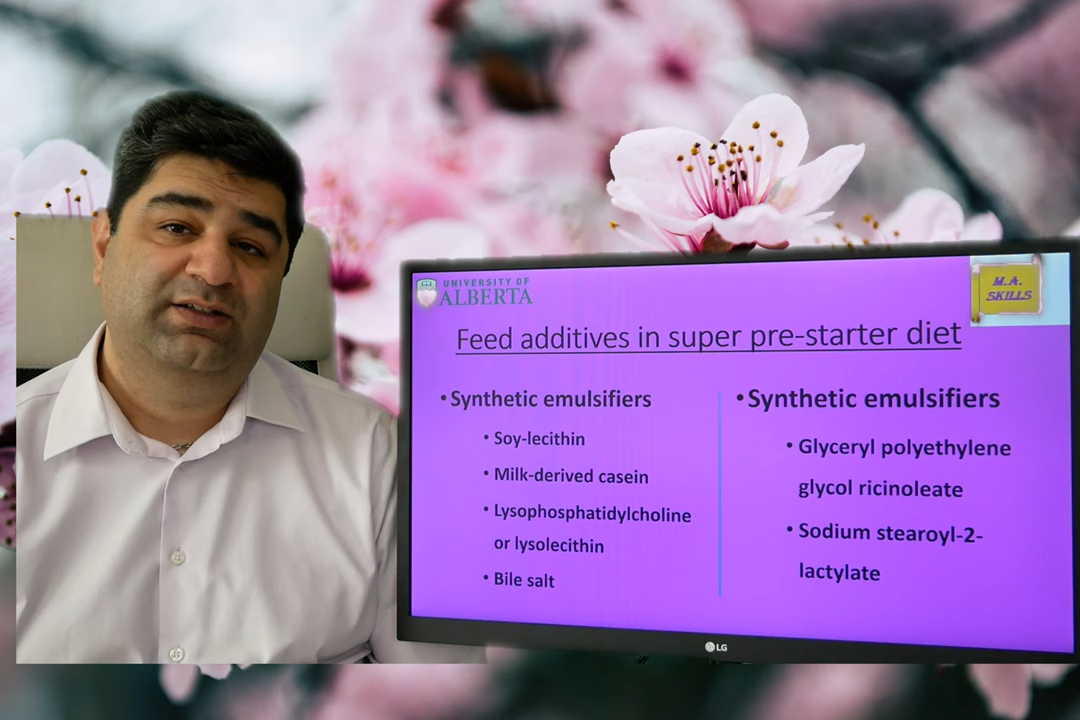 UNIVERSITY OF
ALBERTA
M.A.
SKILLS
Feed additives in super pre-starter diet
• Synthetic emulsifiers
• Soy-lecithin
• Milk-derived casein
• Lysophosphatidylcholine
or lysolecithin
• Bile salt
• Synthetic emulsifiers
• Glyceryl polyethylene
glycol ricinoleate
• Sodium stearoyl-2-
lactylate
LG